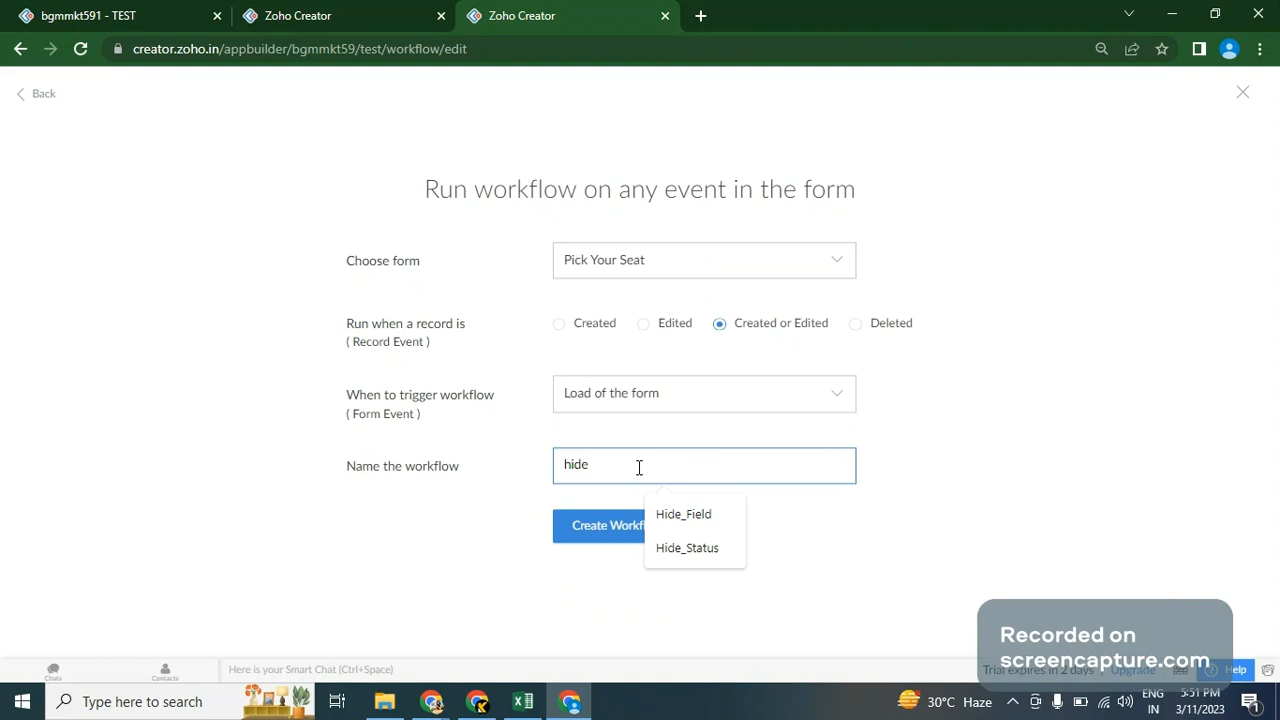 bgmmkt591 - TEST
Zoho Creator
Zoho Creator
creator.zoho.in/appbuilder/bgmmkt59/test/workflow/edit
Back
Run workflow on any event in the form
Choose form
Pick Your Seat
Run when a record is
( Record Event )
Created
Edited
Created or Edited
Deleted
When to trigger workflow
( Form Event )
Load of the form
Name the workflow
hide
Hide_Field
Hide_Status
Create Workf
Recorded on
screencapture.com
Chats
Contacts
Here is your Smart Chat (Ctrl+Space)
Trial expires in 2 days
Upgrade
Help
Type here to search
30°C Haze
ENG
IN
5:51 PM
3/11/2023
1